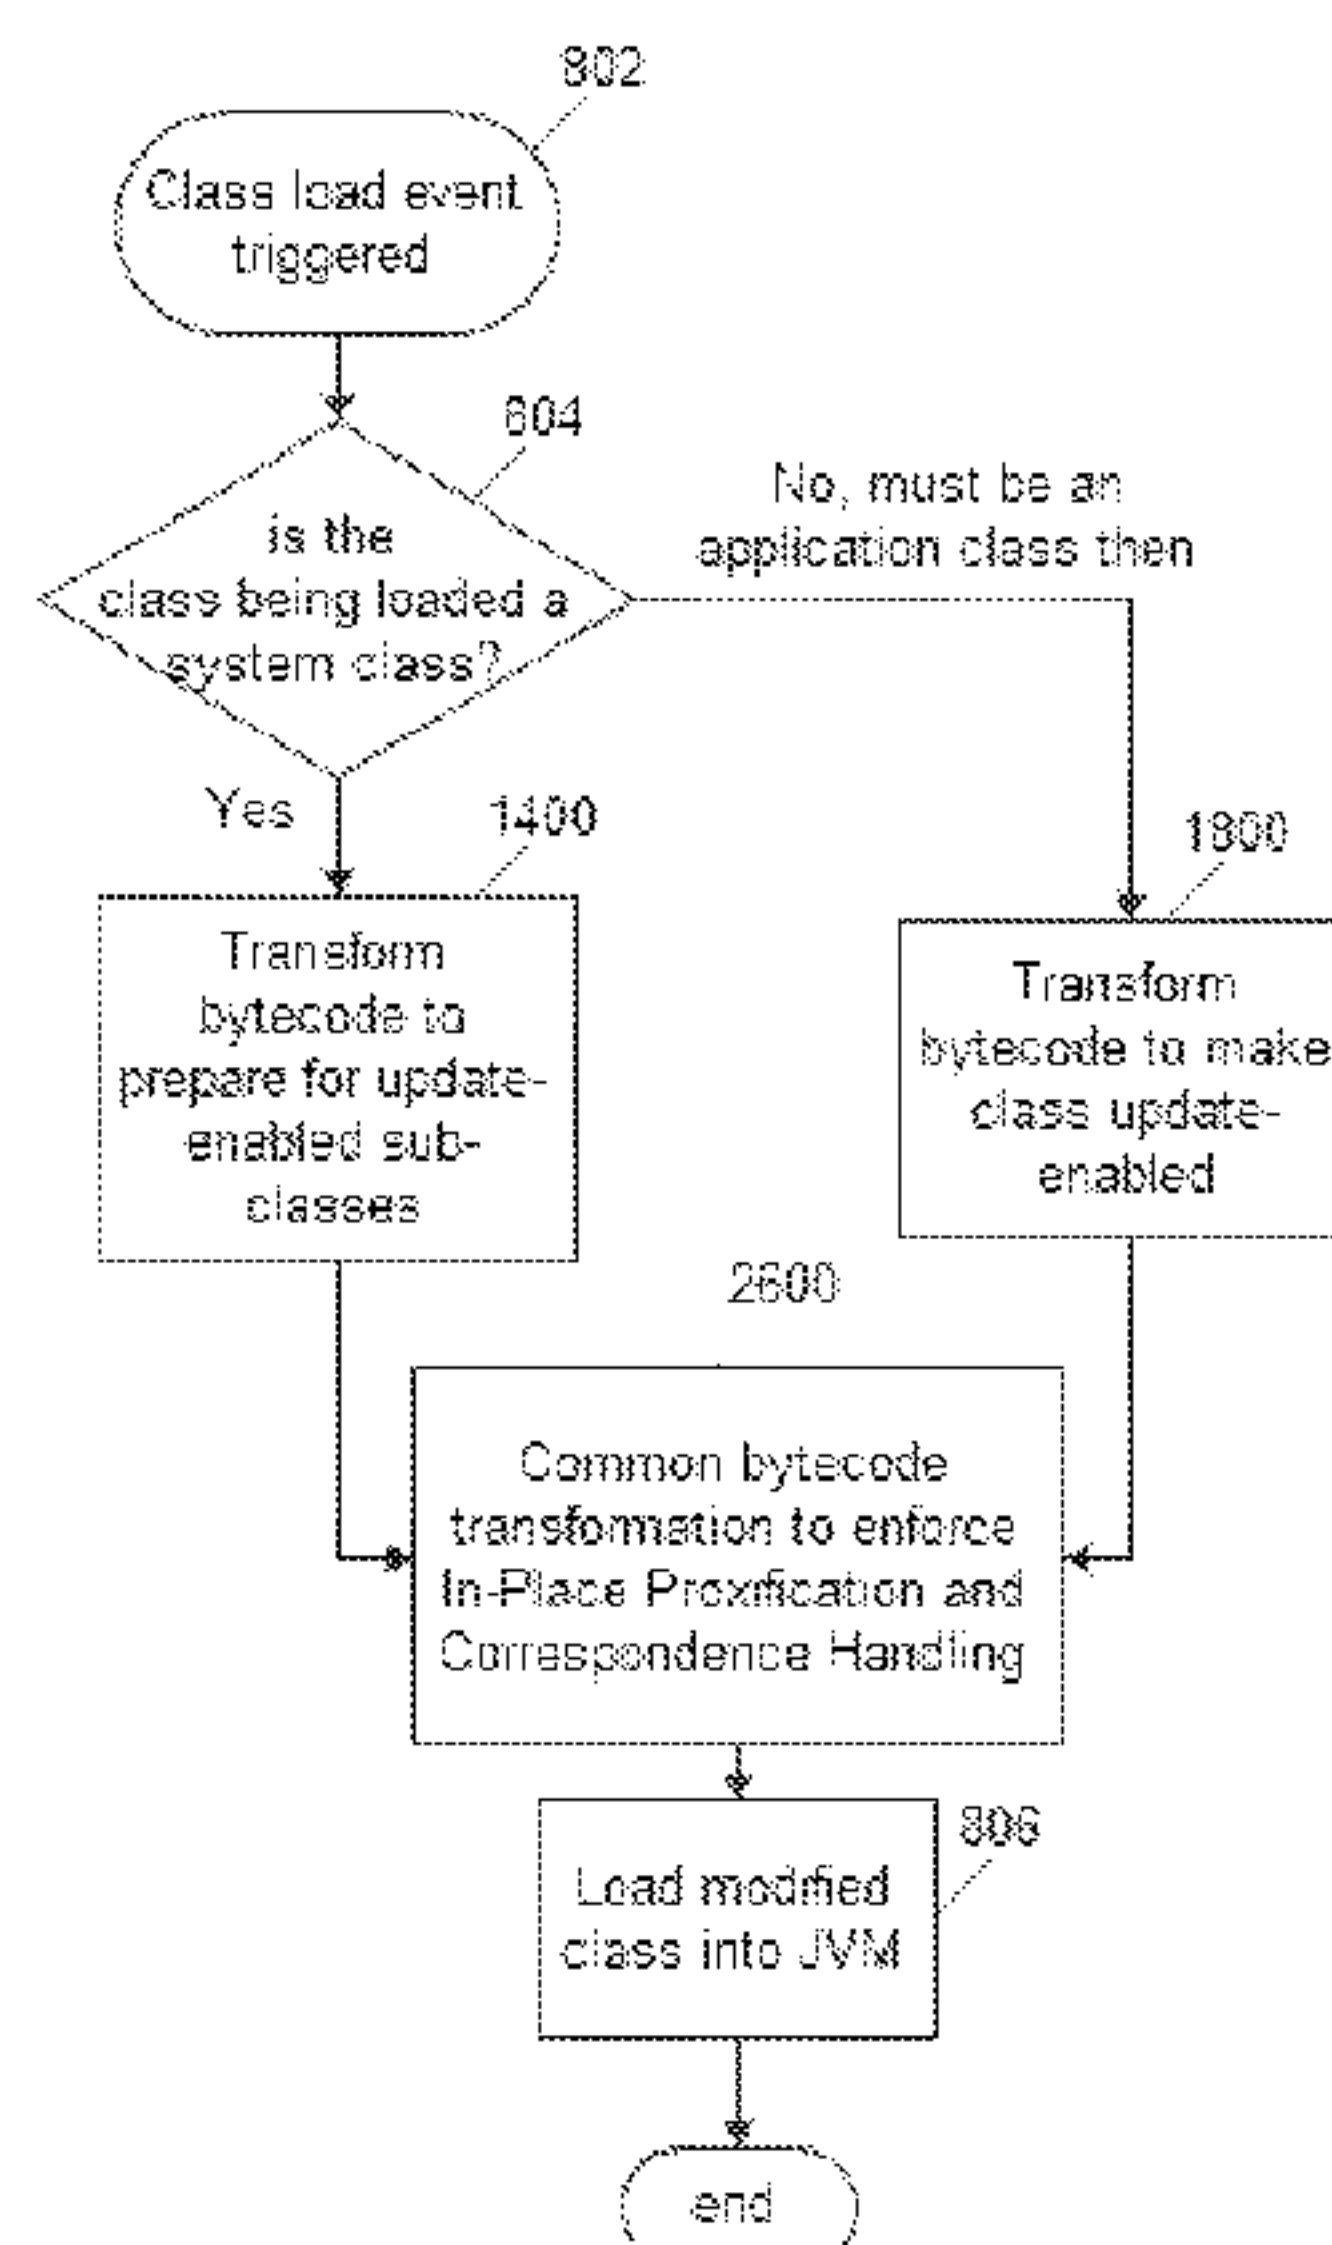 802
Class load event
triggered
804
is the
class being loaded a
system class?
No, must be an
application class then
Yes
1400
1800
Transform
bytecode to
prepare for update-
enabled sub-
classes
Transform
bytecode to make
class update-
enabled
2600
Common bytecode
transformation to enforce
In-Place Proxification and
Correspondence Handling
806
Load modified
class into JVM
end